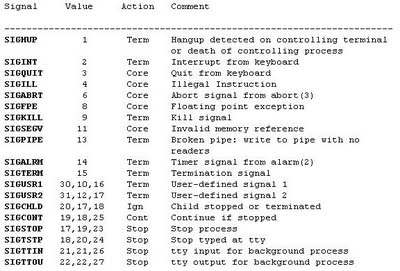 Signal Value Action Comment
--------------------------------------------------------------------
SIGHUP 1 Term Hangup detected on controlling terminal
or death of controlling process
SIGINT 2 Term Interrupt from keyboard
SIGQUIT 3 Core Quit from keyboard
SIGILL 4 Core Illegal Instruction
SIGABRT 6 Core Abort signal from abort(3)
SIGFPE 8 Core Floating point exception
SIGKILL 9 Term Kill signal
SIGSEGV 11 Core Invalid memory reference
SIGPIPE 13 Term Broken pipe: write to pipe with no
readers
SIGALRM 14 Term Timer signal from alarm(2)
SIGTERM 15 Term Termination signal
SIGUSR1 30,10,16 Term User-defined signal 1
SIGUSR2 31,12,17 Term User-defined signal 2
SIGCHLD 20,17,18 Ign Child stopped or terminated
SIGCONT 19,18,25 Cont Continue if stopped
SIGSTOP 17,19,23 Stop Stop process
SIGTSTP 18,20,24 Stop Stop typed at tty
SIGTTIN 21,21,26 Stop tty input for background process
SIGTTOU 22,22,27 Stop tty output for background process